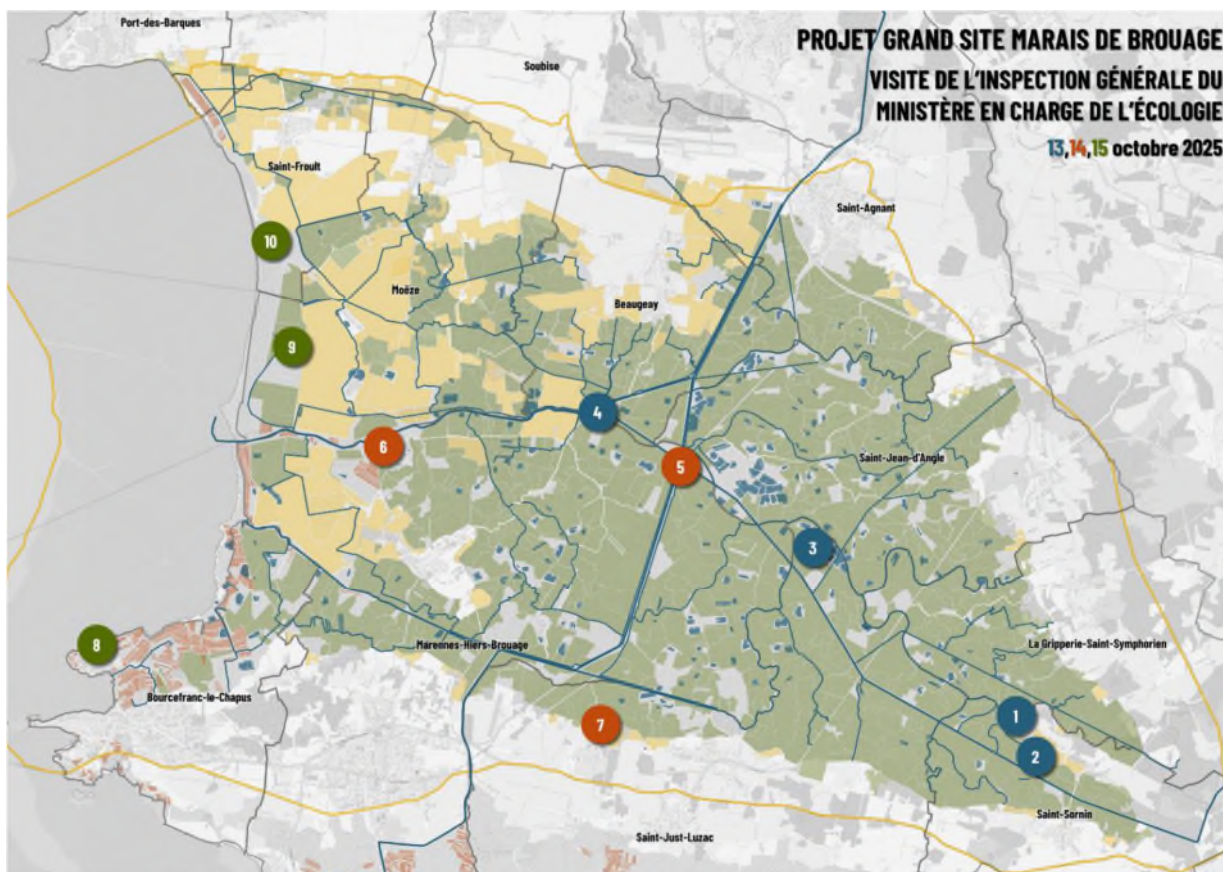 Port-des-Barques
PROJET GRAND SITE MARAIS DE BROUAGE
Soubise
VISITE DE L'INSPECTION GÉNÉRALE DU
MINISTÈRE EN CHARGE DE L'ÉCOLOGIE
13,14,15 octobre 2025
Saint-Froult
Saint-Agnant
10
Moëze
Beaugeay
9
4
6
Saint-Jean-d'Angle
5
3
8
Marennes-Hiers-Brouage
La Gripperie-Saint-Symphorien
Bourcefranc-le-Chapus
1
7
2
Saint-Sornin
Saint-Just-Luzac